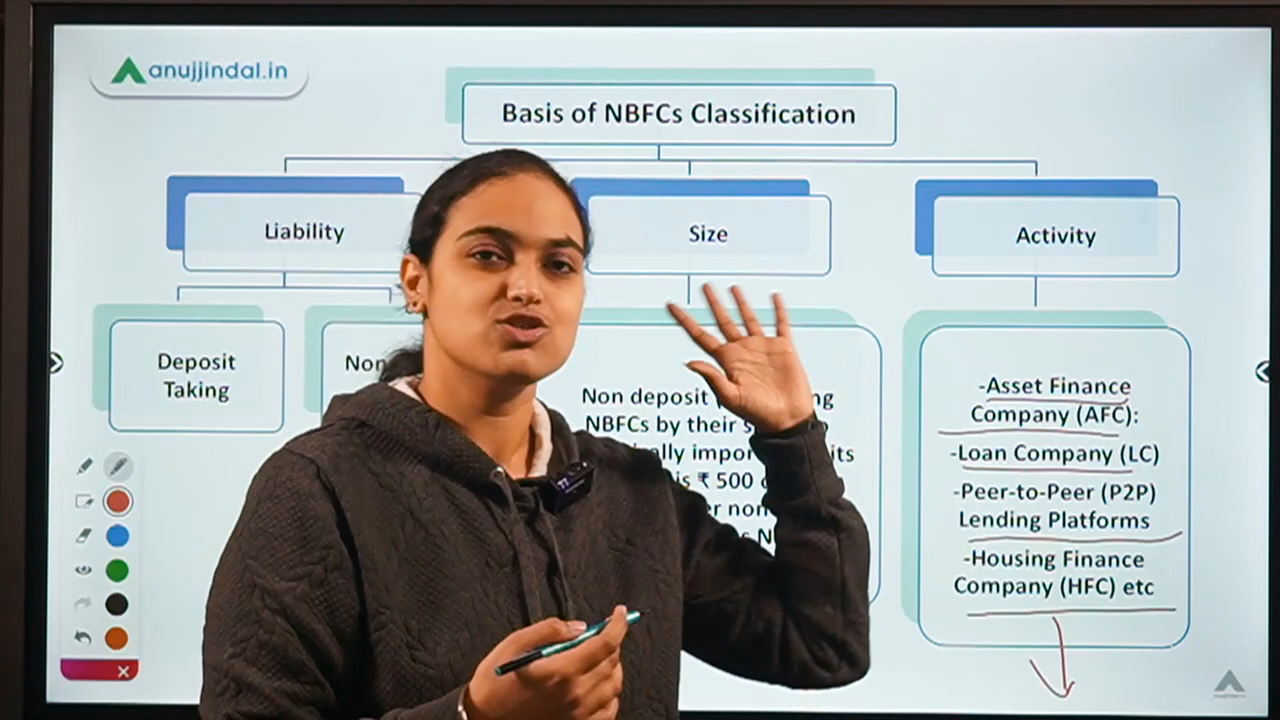 anujjindal.in
Basis of NBFCs Classification
Liability
Size
Activity
Deposit
Taking
Non
Non deposit
NBFCs by their
is ₹ 500
-Asset Finance
Company (AFC):
-Loan Company (LC)
-Peer-to-Peer (P2P)
Lending Platforms
-Housing Finance
Company (HFC) etc